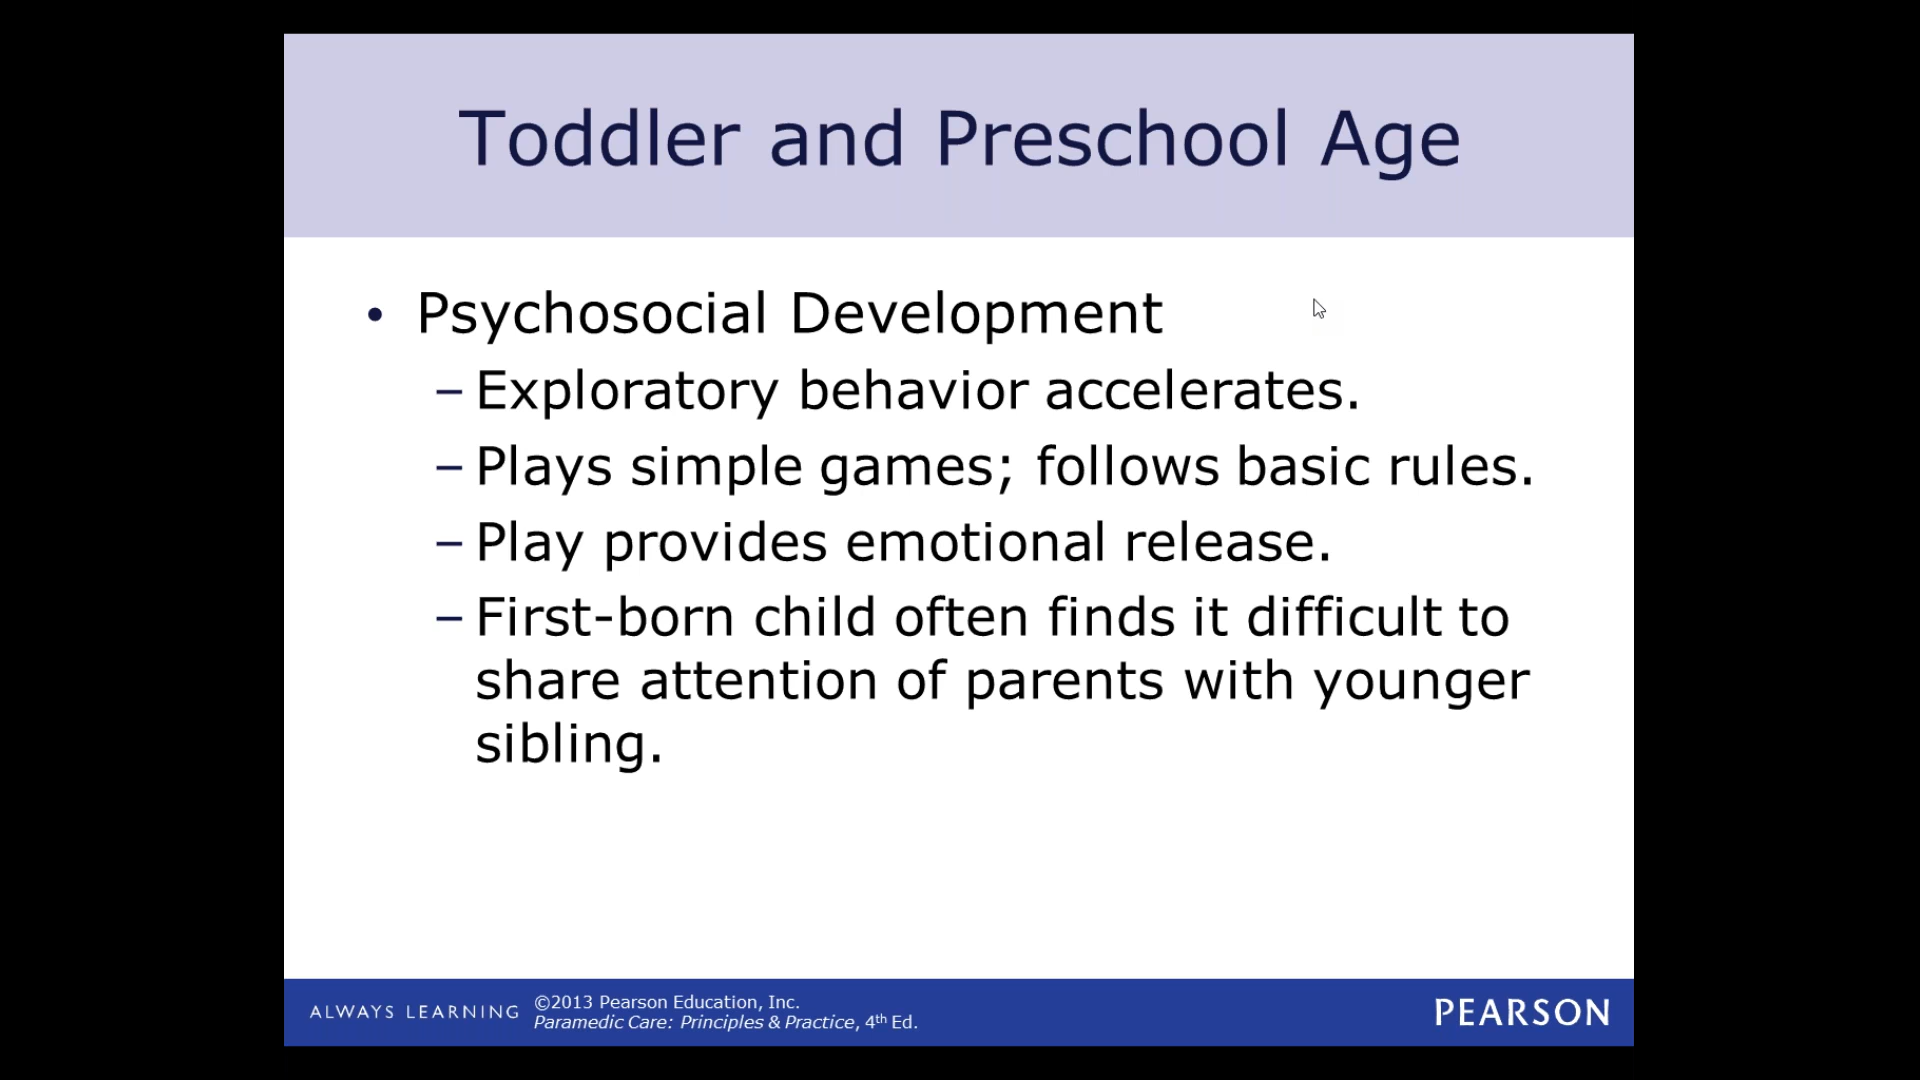 Toddler and Preschool Age
• Psychosocial Development
– Exploratory behavior accelerates.
– Plays simple games; follows basic rules.
– Play provides emotional release.
– First-born child often finds it difficult to
share attention of parents with younger
sibling.
ALWAYS LEARNING
©2013 Pearson Education, Inc.
Paramedic Care: Principles & Practice, 4th Ed.
PEARSON